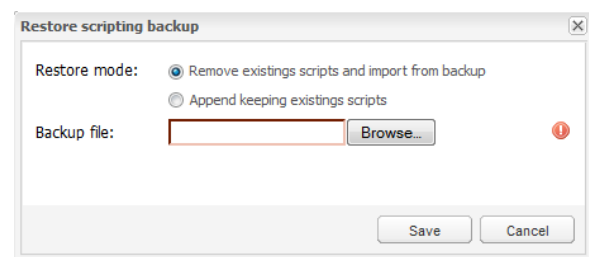 Restore scripting backup
Restore mode: Remove existings scripts and import from backup
Append keeping existings scripts
Backup file: Browse...
Save Cancel